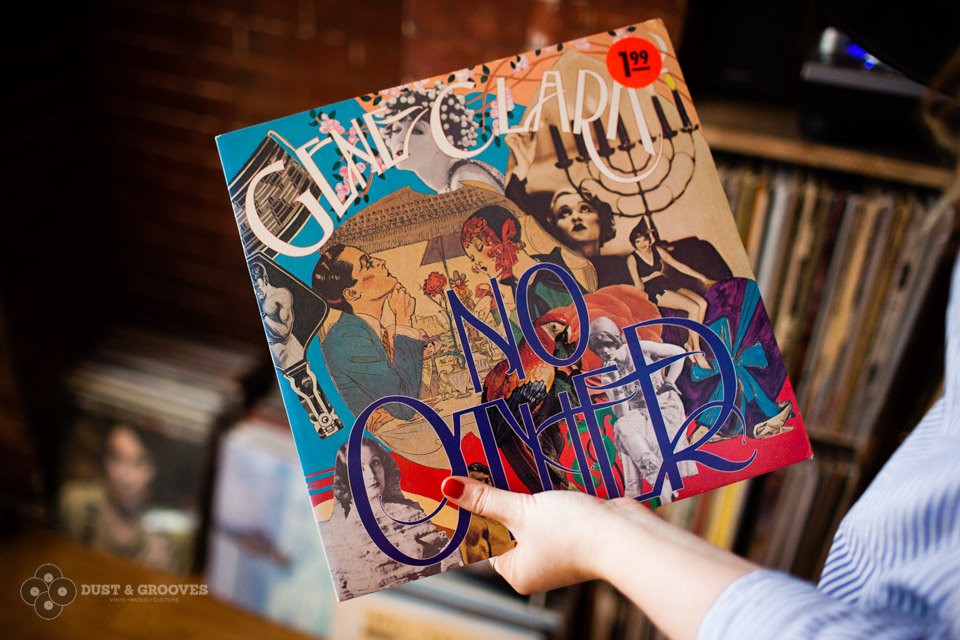 1.99
GENE CLARK
NO
OTHER
DUST & GROOVES
VINYL • MUSIC • CULTURE